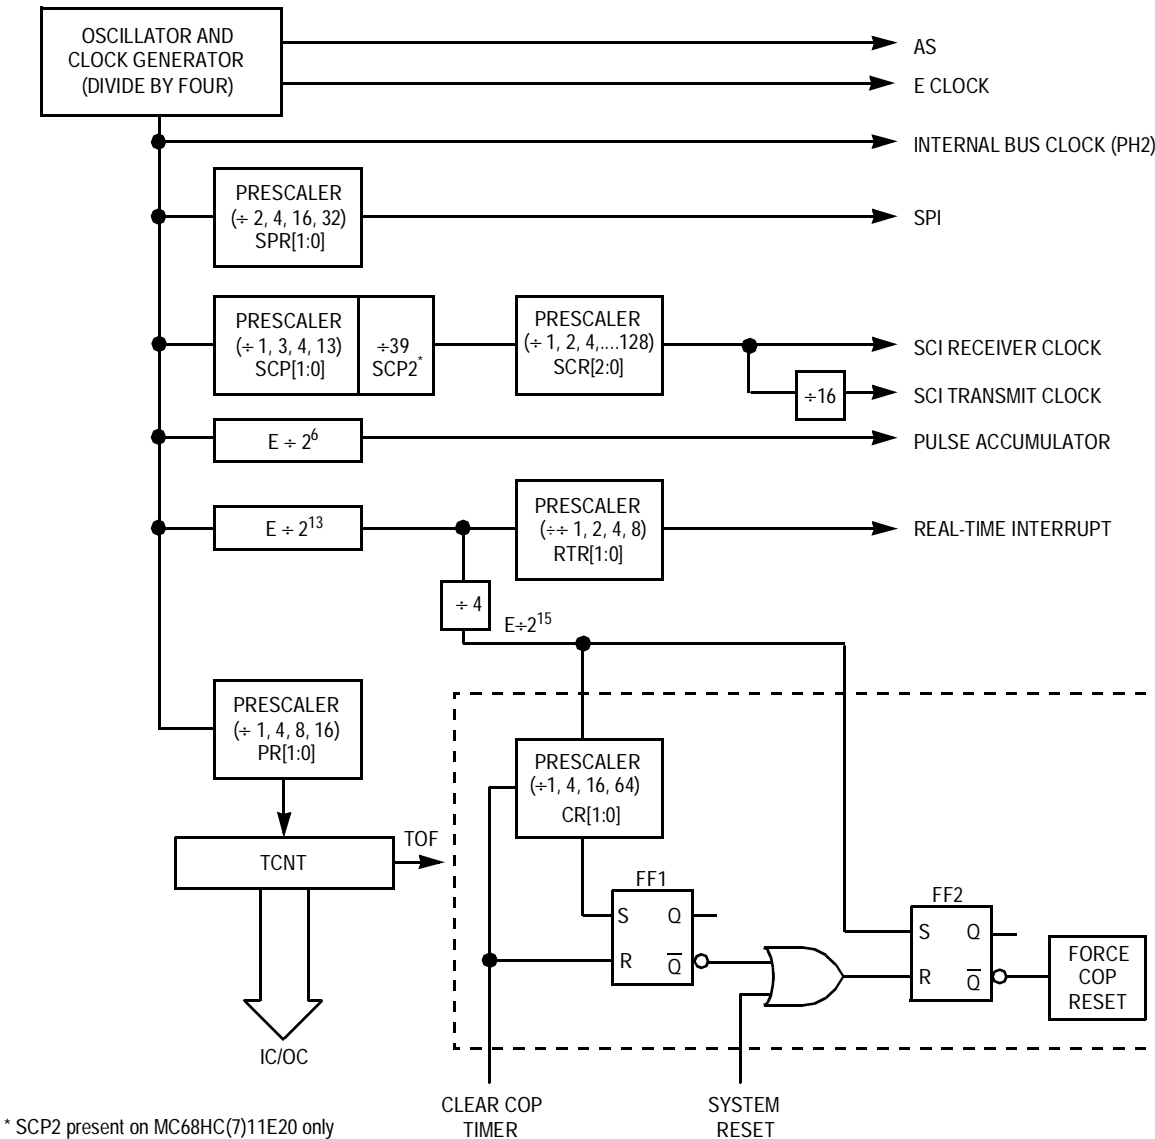 OSCILLATOR AND
CLOCK GENERATOR
(DIVIDE BY FOUR)
AS
E CLOCK
INTERNAL BUS CLOCK (PH2)
PRESCALER
(÷ 2, 4, 16, 32)
SPR[1:0]
SPI
PRESCALER
(÷ 1, 3, 4, 13)
SCP[1:0]
÷39
SCP2*
PRESCALER
(÷ 1, 2, 4,....128)
SCR[2:0]
SCI RECEIVER CLOCK
÷16
SCI TRANSMIT CLOCK
E ÷ 2⁶
PULSE ACCUMULATOR
E ÷ 2¹³
PRESCALER
(÷÷ 1, 2, 4, 8)
RTR[1:0]
REAL-TIME INTERRUPT
÷ 4
E÷2¹⁵
PRESCALER
(÷ 1, 4, 8, 16)
PR[1:0]
PRESCALER
(÷1, 4, 16, 64)
CR[1:0]
TCNT
TOF
FF1
S Q
R Q̅
FF2
S Q
R Q̅
FORCE
COP
RESET
IC/OC
CLEAR COP
TIMER
SYSTEM
RESET
* SCP2 present on MC68HC(7)11E20 only